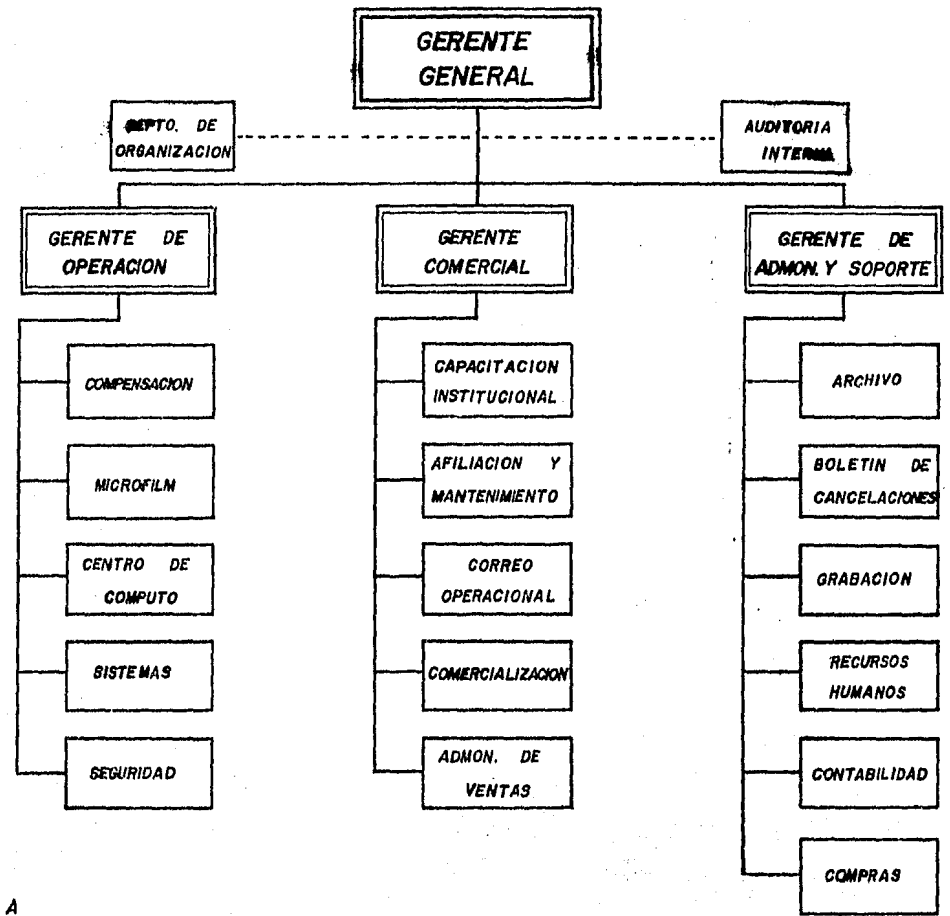 GERENTE
GENERAL
DEPTO. DE
ORGANIZACION
AUDITORIA
INTERNA
GERENTE DE
OPERACION
GERENTE
COMERCIAL
GERENTE DE
ADMON. Y SOPORTE
COMPENSACION
MICROFILM
CENTRO DE
COMPUTO
SISTEMAS
SEGURIDAD
CAPACITACION
INSTITUCIONAL
AFILIACION Y
MANTENIMIENTO
CORREO
OPERACIONAL
COMERCIALIZACION
ADMON. DE
VENTAS
ARCHIVO
BOLETIN DE
CANCELACIONES
GRABACION
RECURSOS
HUMANOS
CONTABILIDAD
COMPRAS
A